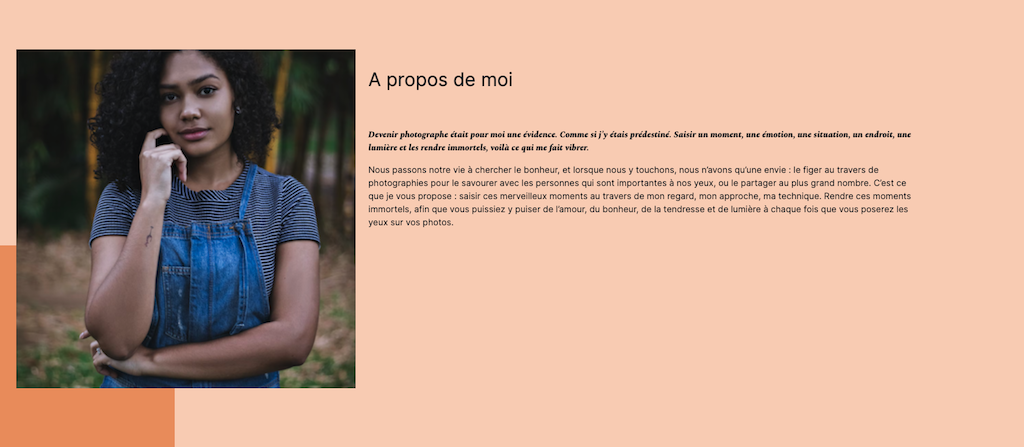 A propos de moi
Devenir photographe était pour moi une évidence. Comme si j'y étais prédestiné. Saisir un moment, une émotion, une situation, un endroit, une
lumière et les rendre immortels, voilà ce qui me fait vibrer.
Nous passons notre vie à chercher le bonheur, et lorsque nous y touchons, nous n'avons qu'une envie : le figer au travers de
photographies pour le savourer avec les personnes qui sont importantes à nos yeux, ou le partager au plus grand nombre. C'est ce
que je vous propose : saisir ces merveilleux moments au travers de mon regard, mon approche, ma technique. Rendre ces moments
immortels, afin que vous puissiez y puiser de l'amour, du bonheur, de la tendresse et de lumière à chaque fois que vous poserez les
yeux sur vos photos.